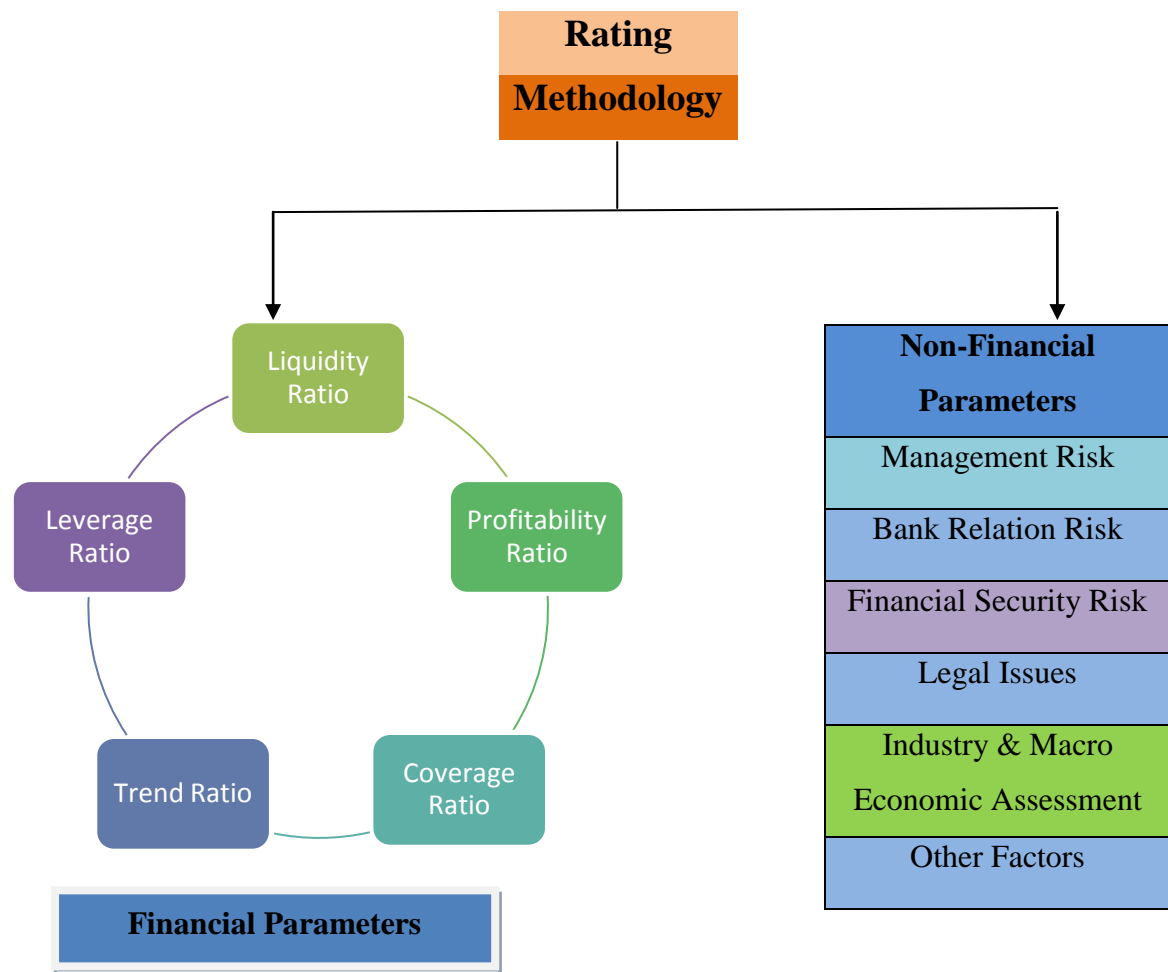 Rating
Methodology
Liquidity
Ratio
Leverage
Ratio
Profitability
Ratio
Trend Ratio
Coverage
Ratio
Financial Parameters
Non-Financial
Parameters
Management Risk
Bank Relation Risk
Financial Security Risk
Legal Issues
Industry & Macro
Economic Assessment
Other Factors